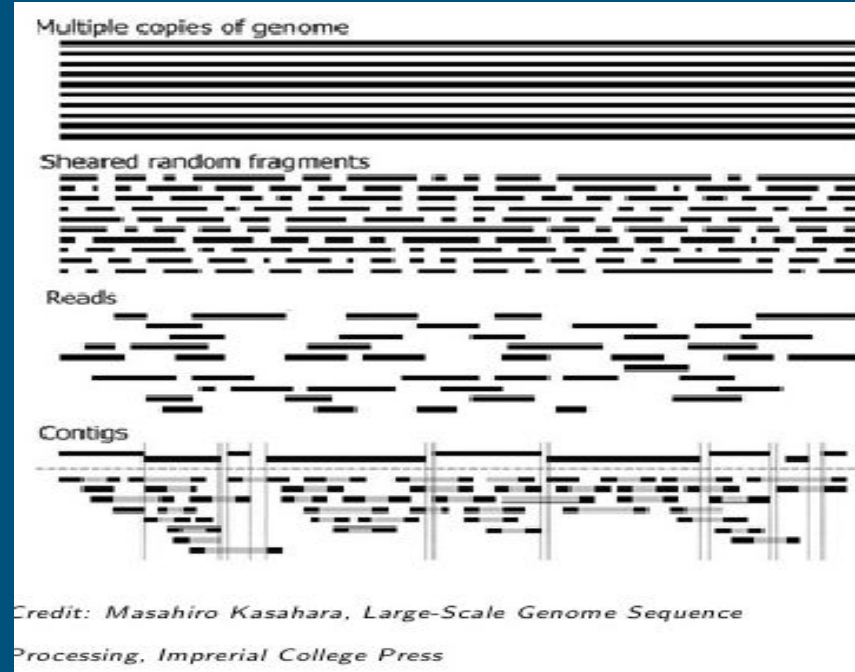 Multiple copies of genome
Sheared random fragments
Reads
Contigs
Credit: Masahiro Kasahara, Large-Scale Genome Sequence
Processing, Imprerial College Press